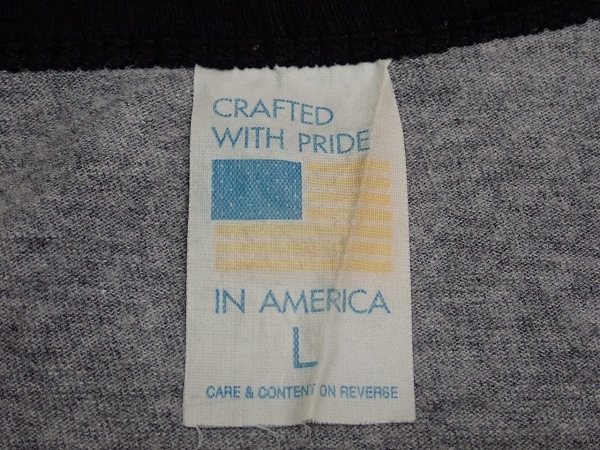 CRAFTED
WITH PRIDE
IN AMERICA
L
CARE & CONTENT ON REVERSE